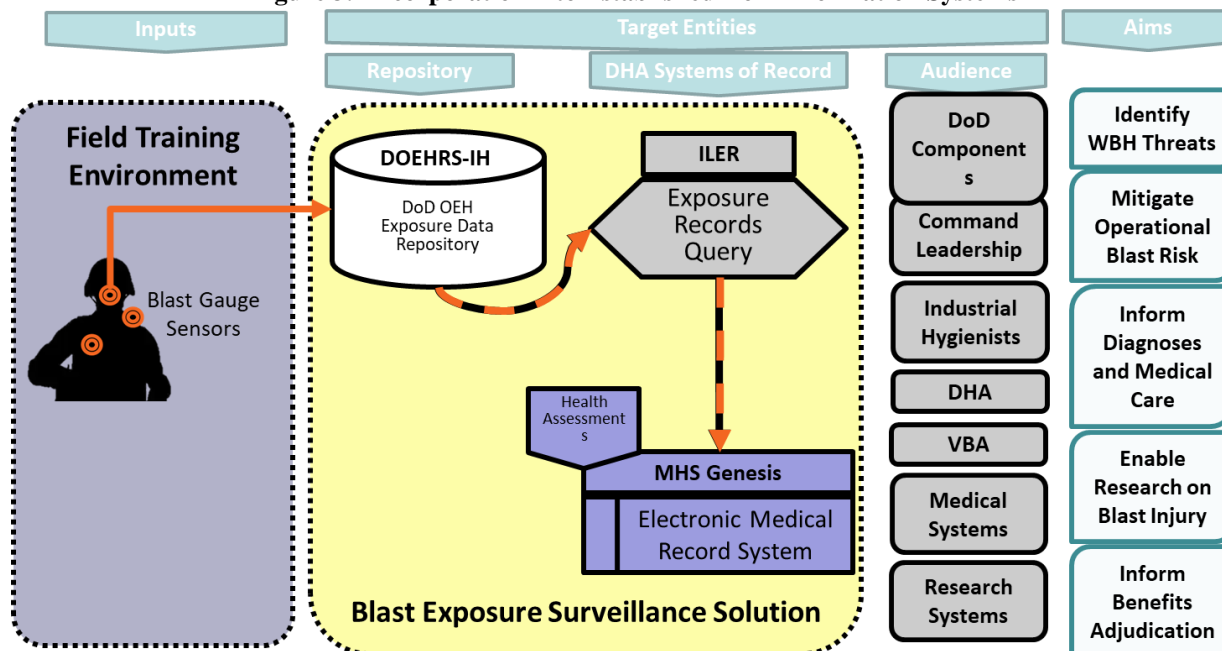 Inputs
Target Entities
Aims
Repository
DHA Systems of Record
Audience
Field Training
Environment
Blast Gauge
Sensors
DOEHRS-IH
DoD OEH
Exposure Data
Repository
ILER
Exposure
Records
Query
Health
Assessment
s
MHS Genesis
Electronic Medical
Record System
Blast Exposure Surveillance Solution
DoD
Component
s
Command
Leadership
Industrial
Hygienists
DHA
VBA
Medical
Systems
Research
Systems
Identify
WBH Threats
Mitigate
Operational
Blast Risk
Inform
Diagnoses
and Medical
Care
Enable
Research on
Blast Injury
Inform
Benefits
Adjudication